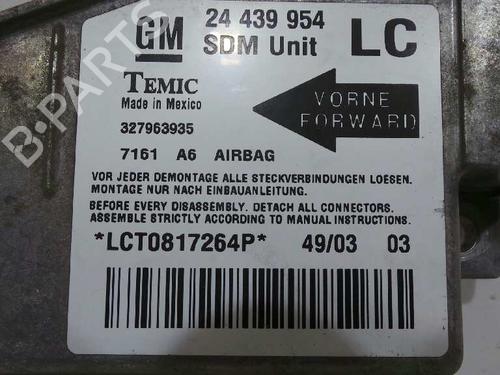 GM 24 439 954 LC
SDM Unit
TEMIC
Made in Mexico
VORNE
FORWARD
327963935
7161 A6 AIRBAG
VOR JEDER DEMONTAGE ALLE STECKVERBINDUNGEN LOESEN.
MONTAGE NUR NACH EINBAUANLEITUNG.
BEFORE EVERY DISASSEMBLY. DETACH ALL CONNECTORS.
ASSEMBLE STRICTLY ACCORDING TO MANUAL INSTRUMENTS.
*LCT0817264P* 49/03 03
B-PARTS